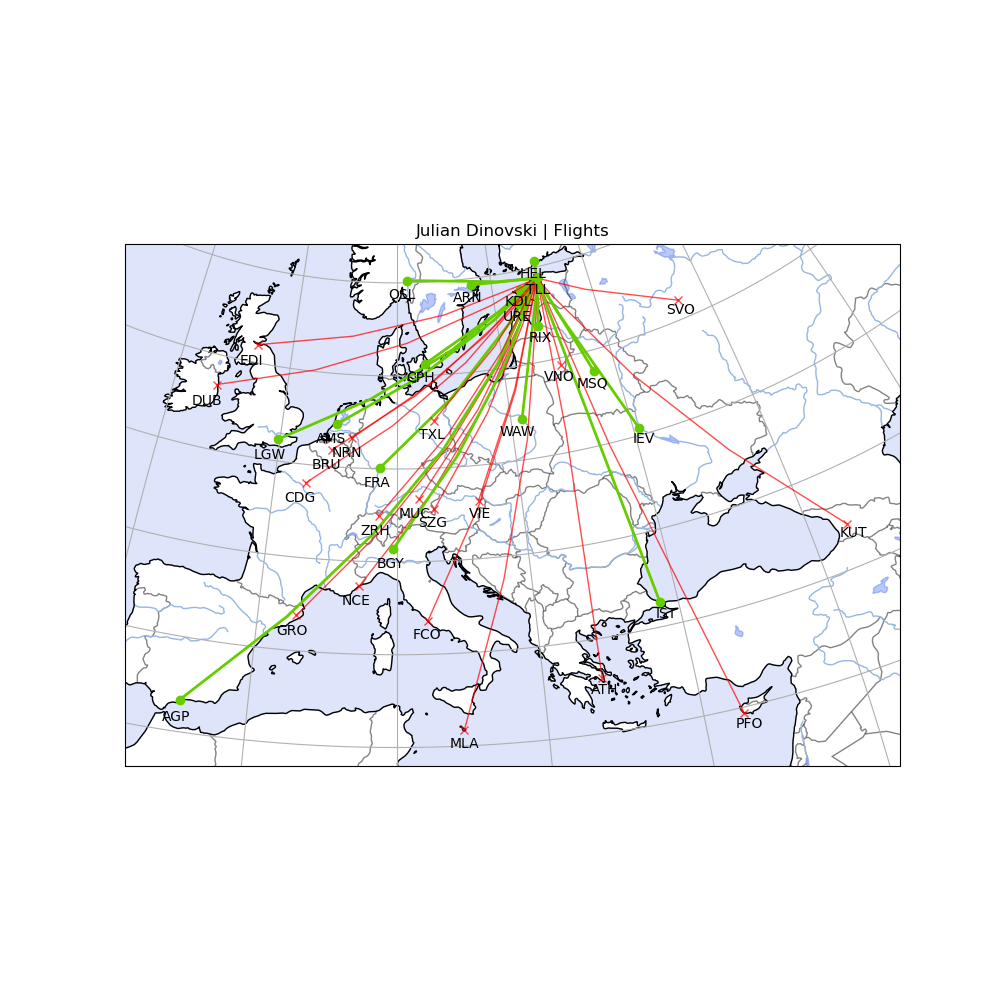 Julian Dinovski | Flights
HEL
OSL
ARN
TLL
KDL
SVO
URE
RIX
EDI
CPH
VNO
MSQ
DUB
TXL
WAW
AMS
IEV
LGW
NRN
BRU
FRA
CDG
MUC
VIE
SZG
ZRH
KUT
BGY
NCE
IST
GRO
FCO
ATH
AGP
PFO
MLA